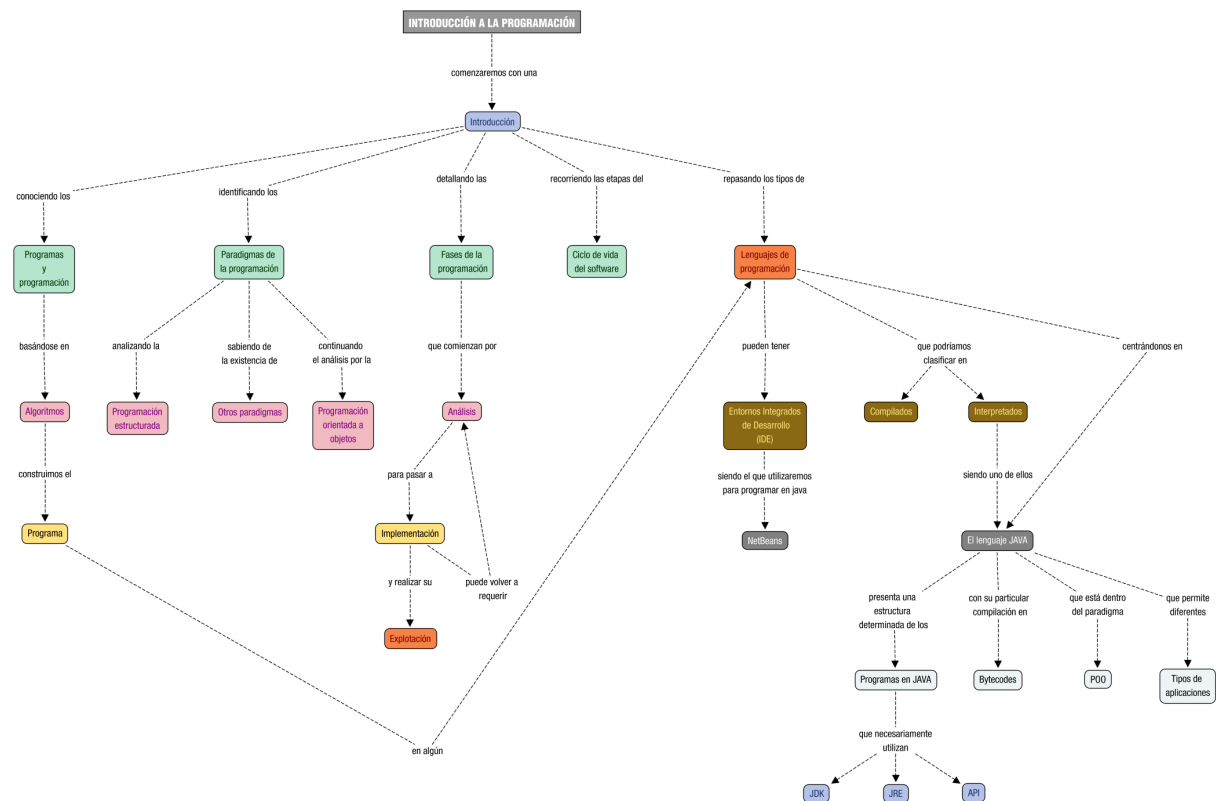 INTRODUCCIÓN A LA PROGRAMACIÓN
comenzaremos con una
Introducción
conociendo los
identificando los
detallando las
recorriendo las etapas del
repasando los tipos de
Programas
y
programación
Paradigmas de
la programación
Fases de la
programación
Ciclo de vida
del software
Lenguajes de
programación
basándose en
analizando la
sabiendo de
la existencia de
continuando
el análisis por la
que comienzan por
pueden tener
que podríamos
clasificar en
centrándonos en
Algoritmos
Programación
estructurada
Otros paradigmas
Programación
orientada a
objetos
Análisis
Entornos Integrados
de Desarrollo
(IDE)
Compilados
Interpretados
construimos el
para pasar a
siendo el que utilizaremos
para programar en java
siendo uno de ellos
Programa
Implementación
NetBeans
El lenguaje JAVA
y realizar su
puede volver a
requerir
presenta una
estructura
determinada de los
con su particular
compilación en
que está dentro
del paradigma
que permite
diferentes
Explotación
Programas en JAVA
Bytecodes
POO
Tipos de
aplicaciones
en algún
que necesariamente
utilizan
JDK
JRE
API